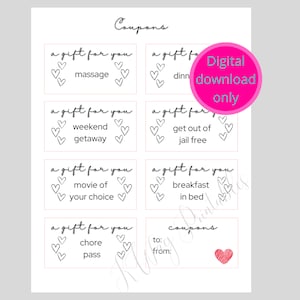 Coupons
a gift for you
massage
a gift for you
Digital
download
only
a gift for you
weekend
getaway
a gift for you
get out of
jail free
a gift for you
movie of
your choice
a gift for you
breakfast
in bed
a gift for you
chore
pass
coupons
to:
from: